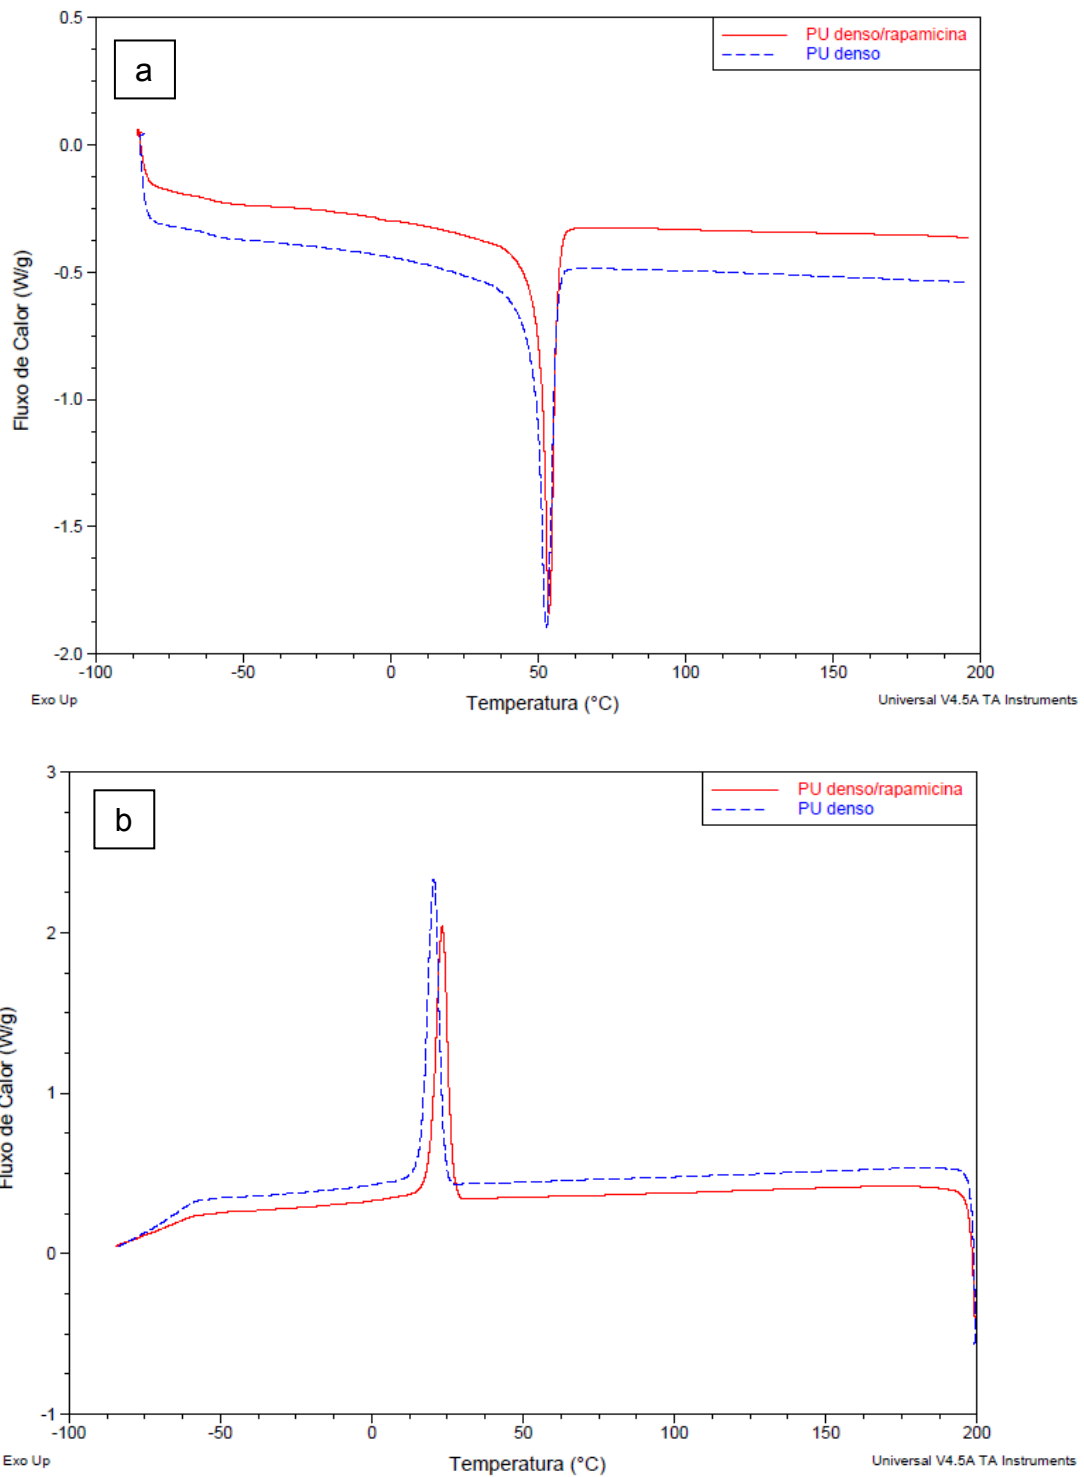 0.5
PU denso/rapamicina
PU denso
a
0.0
-0.5
-1.0
-1.5
-2.0
Fluxo de Calor (W/g)
-100
-50
0
50
100
150
200
Exo Up
Temperatura (°C)
Universal V4.5A TA Instruments
3
PU denso/rapamicina
PU denso
b
2
1
0
-1
Fluxo de Calor (W/g)
-100
-50
0
50
100
150
200
Exo Up
Temperatura (°C)
Universal V4.5A TA Instruments